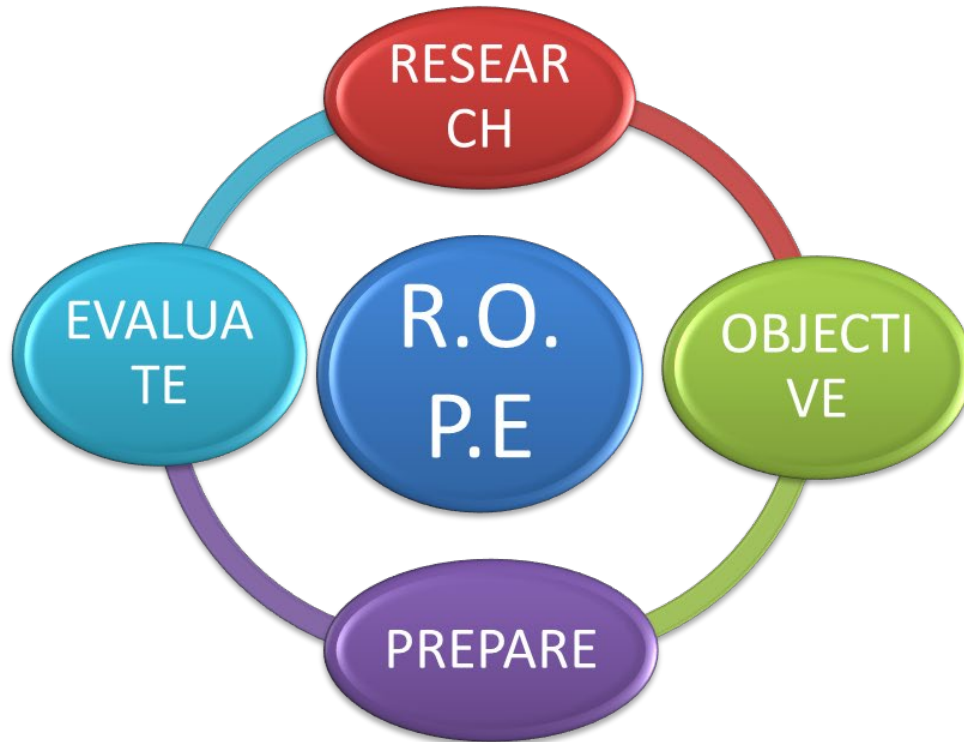 RESEAR
CH
EVALUA
TE
R.O.
P.E
OBJECTI
VE
PREPARE